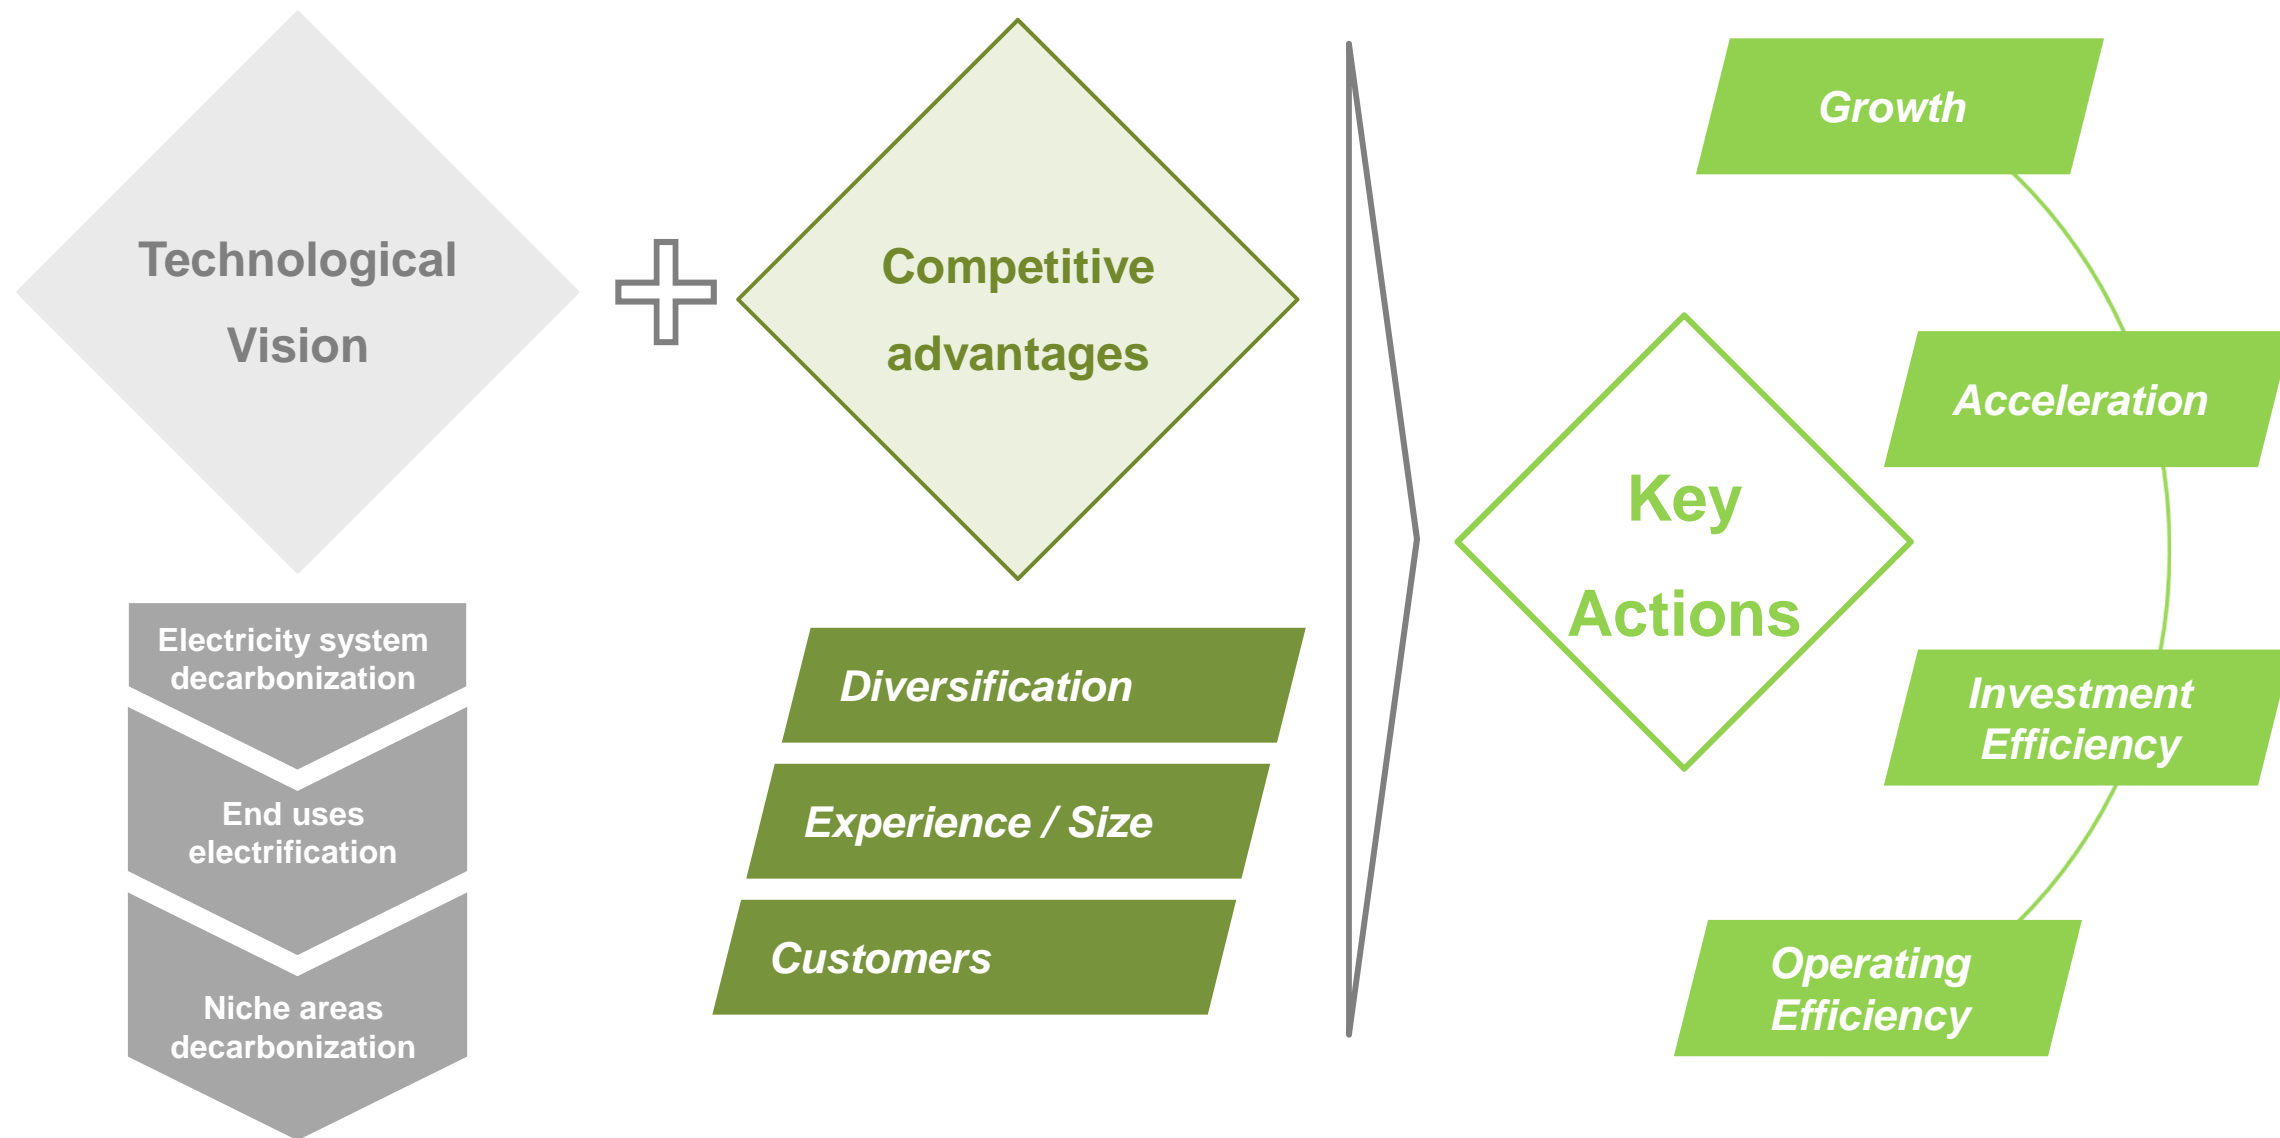 Technological
Vision
Electricity system
decarbonization
End uses
electrification
Niche areas
decarbonization
Competitive
advantages
Diversification
Experience / Size
Customers
Key
Actions
Growth
Acceleration
Investment
Efficiency
Operating
Efficiency